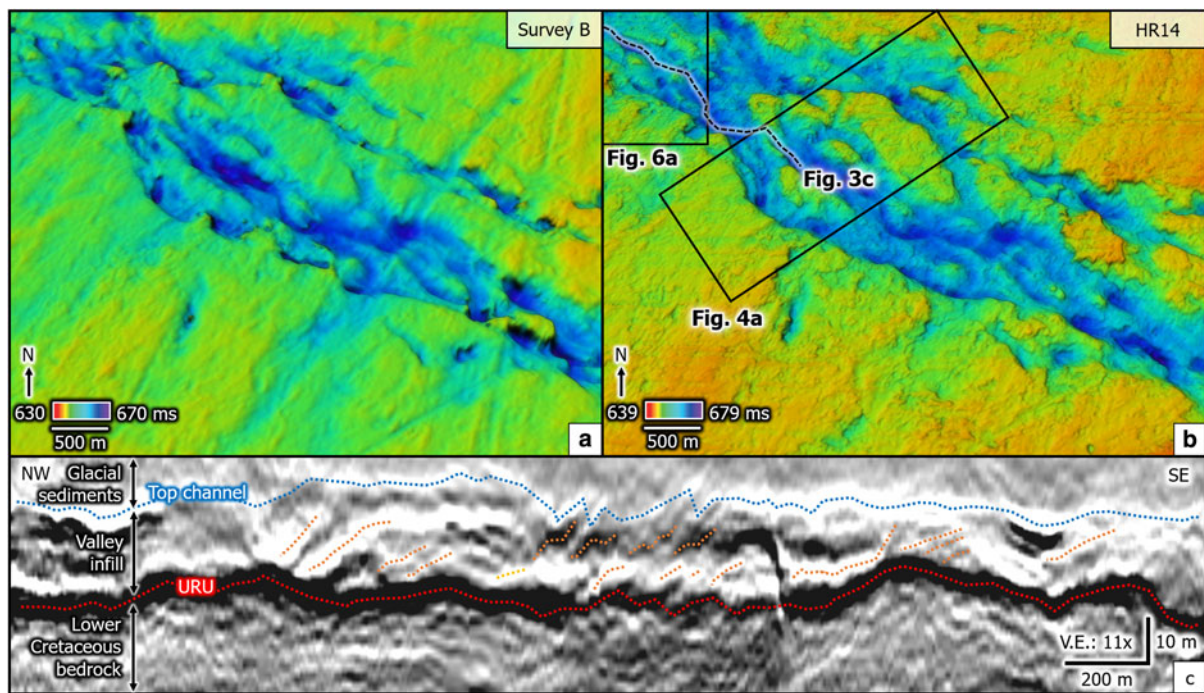 Survey B
N
630 670 ms
500 m
a
HR14
Fig. 6a
Fig. 3c
Fig. 4a
N
639 679 ms
500 m
b
NW
SE
Glacial
sediments
Top channel
Valley
infill
URU
Lower
Cretaceous
bedrock
V.E.: 11x
10 m
200 m
c